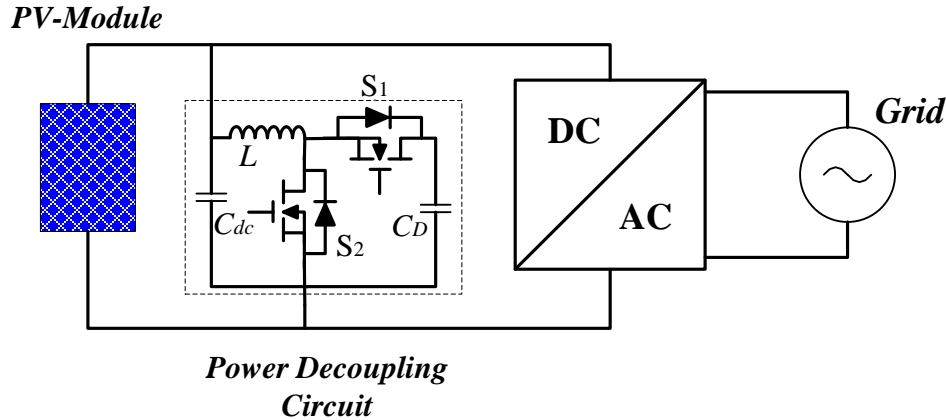 PV-Module
S1
L
Cdc
S2
CD
DC
AC
Grid
Power Decoupling
Circuit